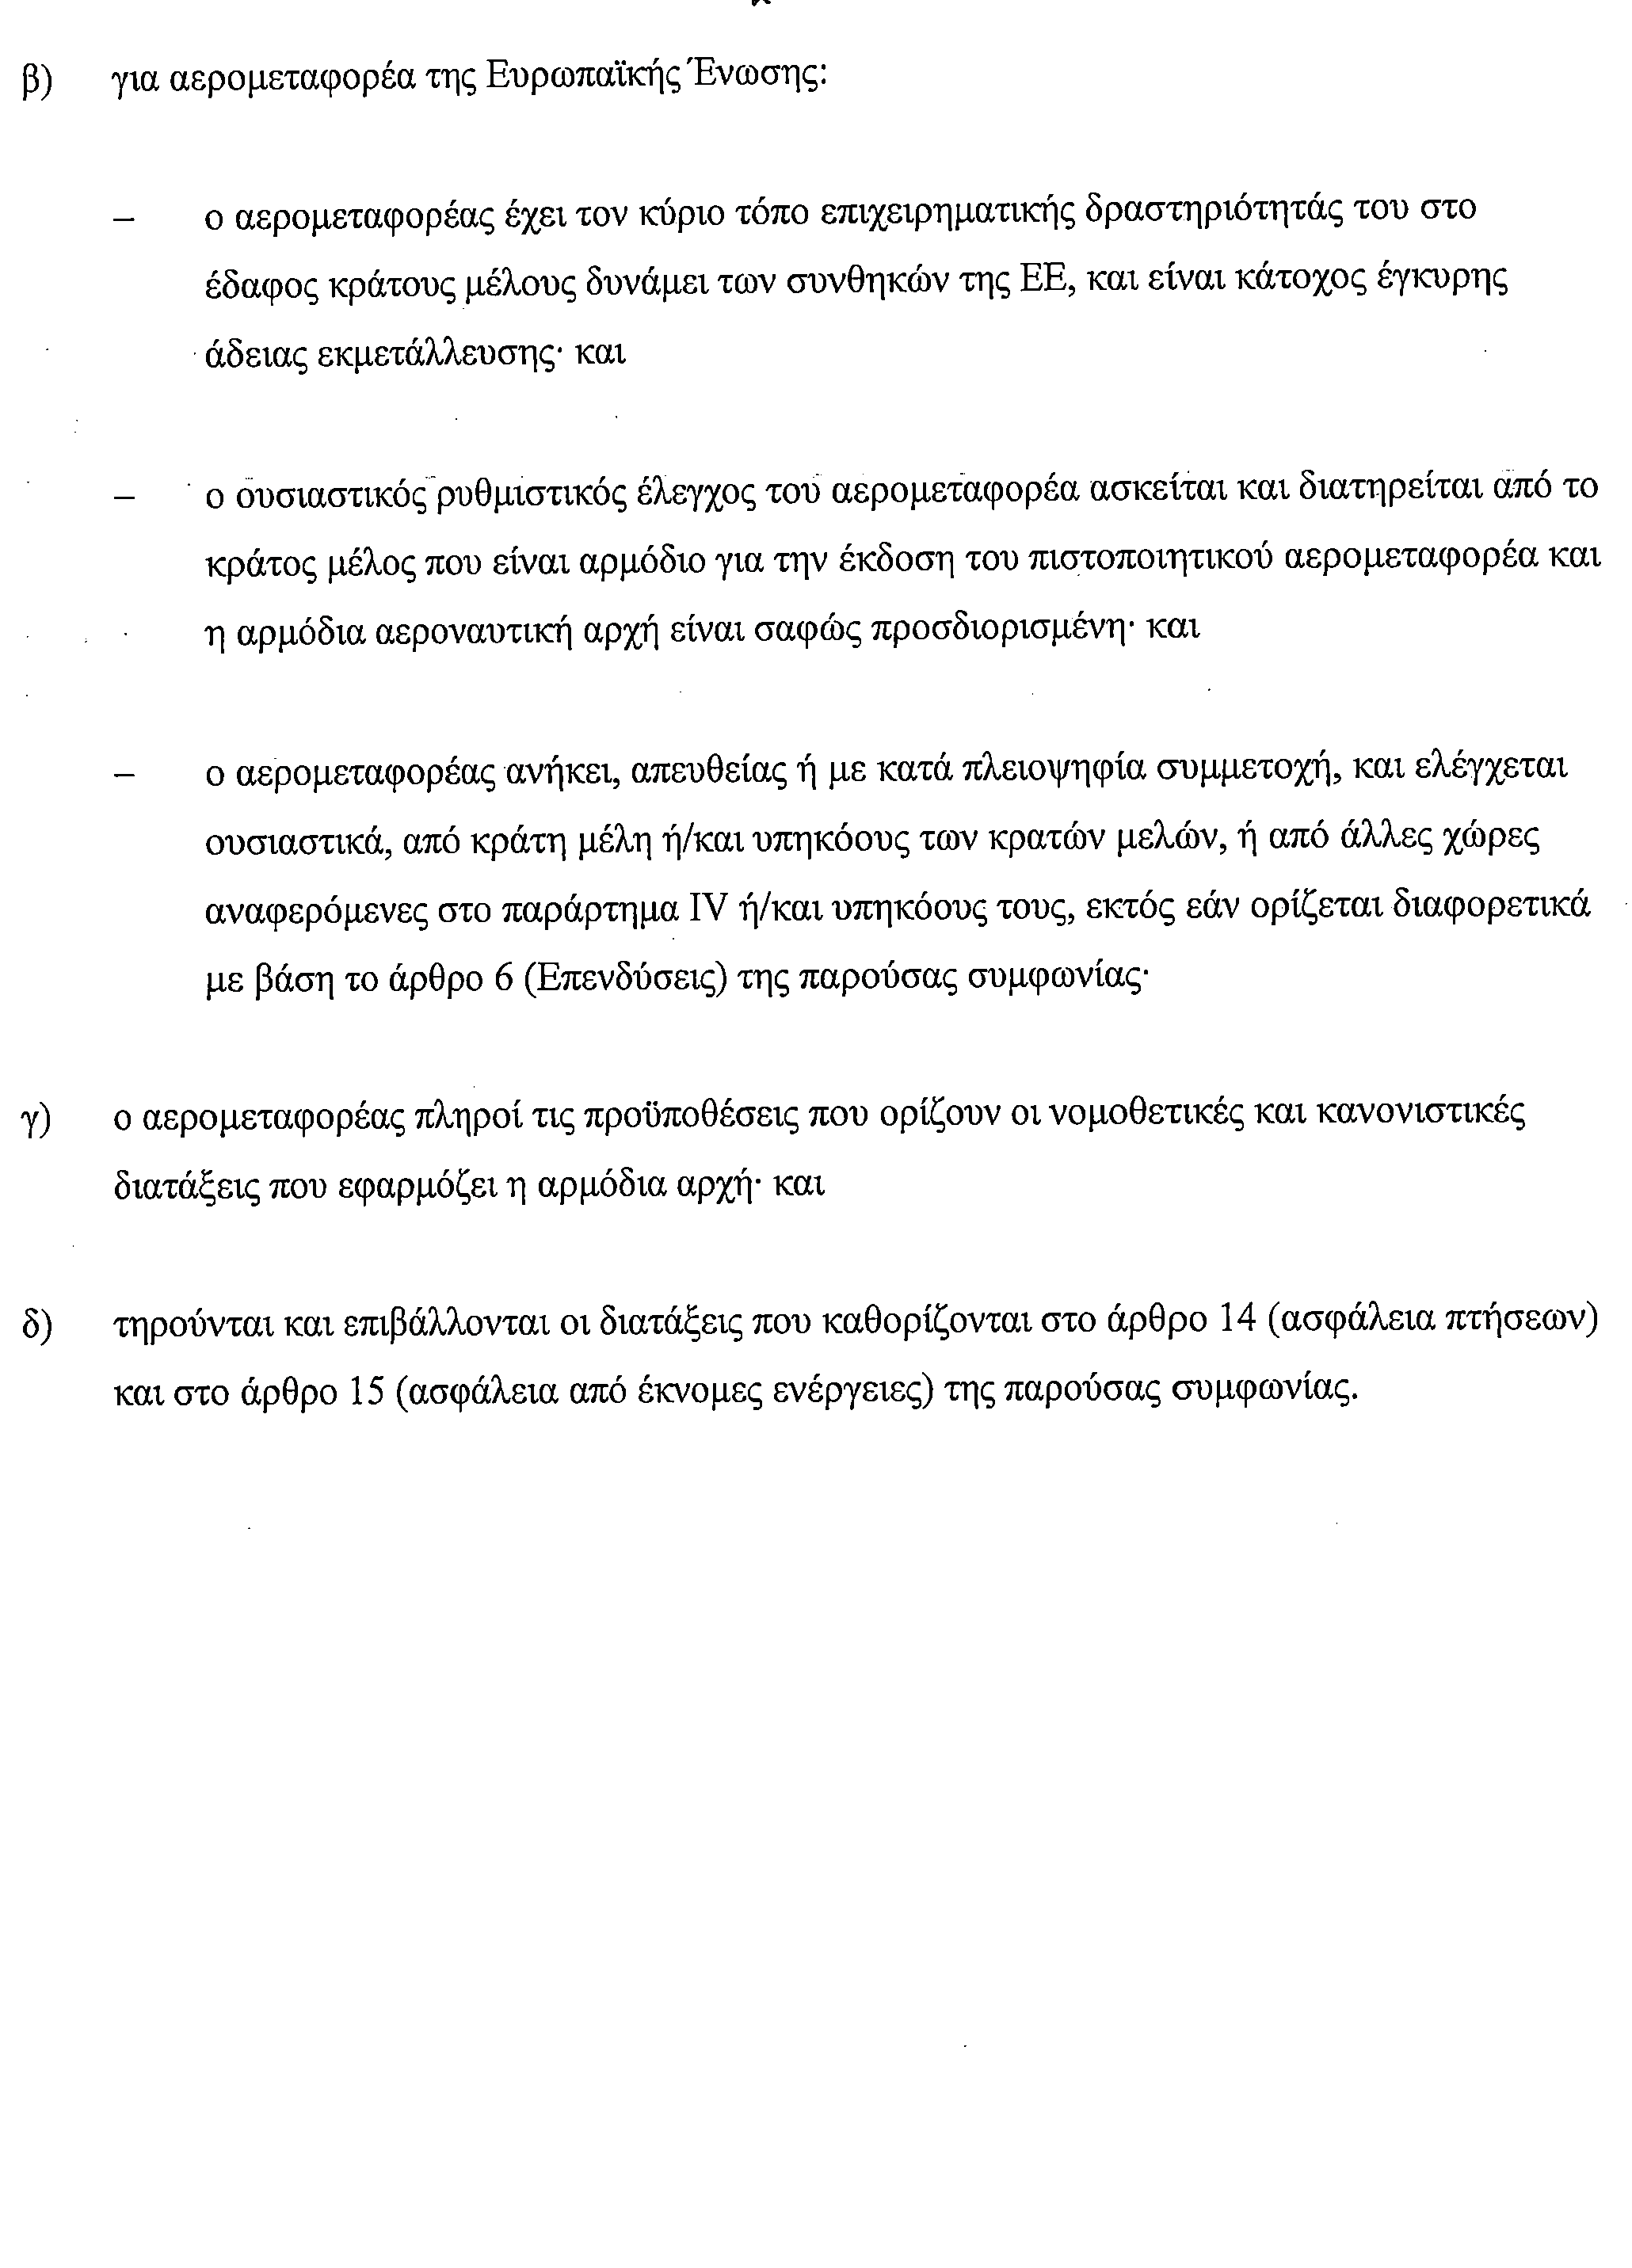 β) για αερομεταφορέα της Ευρωπαϊκής Ένωσης:
– ο αερομεταφορέας έχει τον κύριο τόπο επιχειρηματικής δραστηριότητάς του στο
έδαφος κράτους μέλους δυνάμει των συνθηκών της ΕΕ, και είναι κάτοχος έγκυρης
άδειας εκμετάλλευσης· και
– ο ουσιαστικός ρυθμιστικός έλεγχος του αερομεταφορέα ασκείται και διατηρείται από το
κράτος μέλος που είναι αρμόδιο για την έκδοση του πιστοποιητικού αερομεταφορέα και
η αρμόδια αεροναυτική αρχή είναι σαφώς προσδιορισμένη· και
– ο αερομεταφορέας ανήκει, απευθείας ή με κατά πλειοψηφία συμμετοχή, και ελέγχεται
ουσιαστικά, από κράτη μέλη ή/και υπηκόους των κρατών μελών, ή από άλλες χώρες
αναφερόμενες στο παράρτημα IV ή/και υπηκόους τους, εκτός εάν ορίζεται διαφορετικά
με βάση το άρθρο 6 (Επενδύσεις) της παρούσας συμφωνίας·
γ) ο αερομεταφορέας πληροί τις προϋποθέσεις που ορίζουν οι νομοθετικές και κανονιστικές
διατάξεις που εφαρμόζει η αρμόδια αρχή· και
δ) τηρούνται και επιβάλλονται οι διατάξεις που καθορίζονται στο άρθρο 14 (ασφάλεια πτήσεων)
και στο άρθρο 15 (ασφάλεια από έκνομες ενέργειες) της παρούσας συμφωνίας.